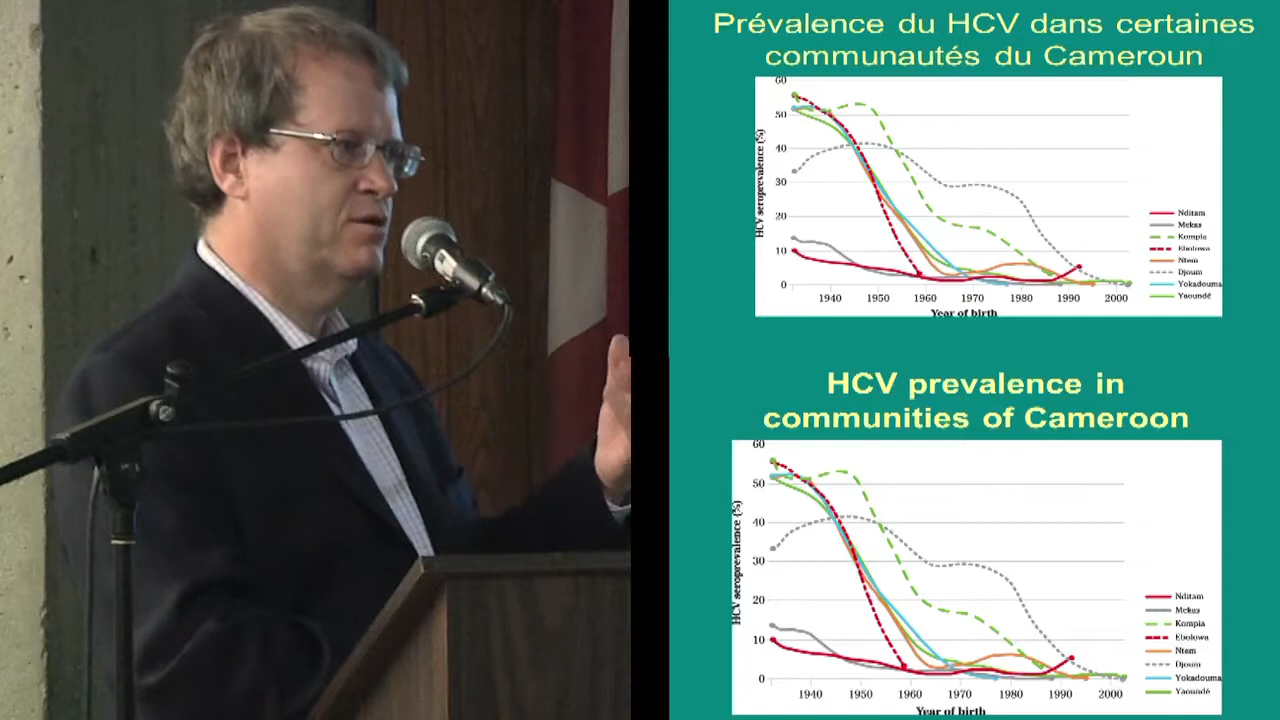 Prévalence du HCV dans certaines
communautés du Cameroun
60
50
40
30
20
10
0
HCV seroprevalence (%)
1940 1950 1960 1970 1980 1990 2000
Year of birth
Nditam
Mekas
Kompia
Ebolowa
Ntem
Djoum
Yokadouma
Yaoundé
HCV prevalence in
communities of Cameroon
60
50
40
30
20
10
0
HCV seroprevalence (%)
1940 1950 1960 1970 1980 1990 2000
Year of birth
Nditam
Mekas
Kompia
Ebolowa
Ntem
Djoum
Yokadouma
Yaoundé